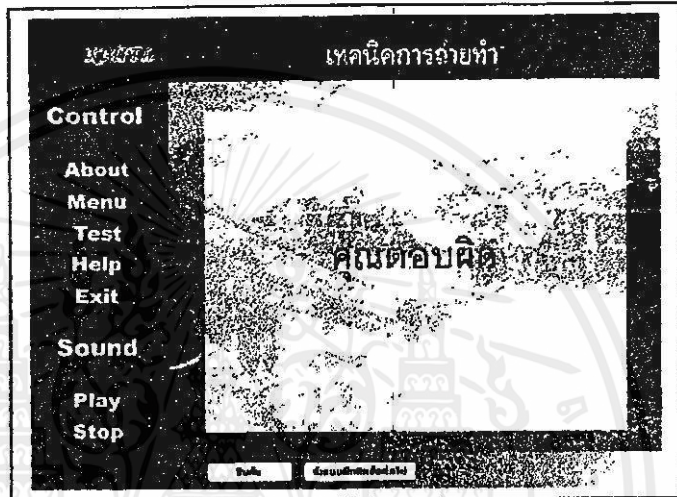 เทคนิคการถ่ายทำ
Control
About
Menu
Test
Help
Exit
Sound
Play
Stop
คุณตอบผิด